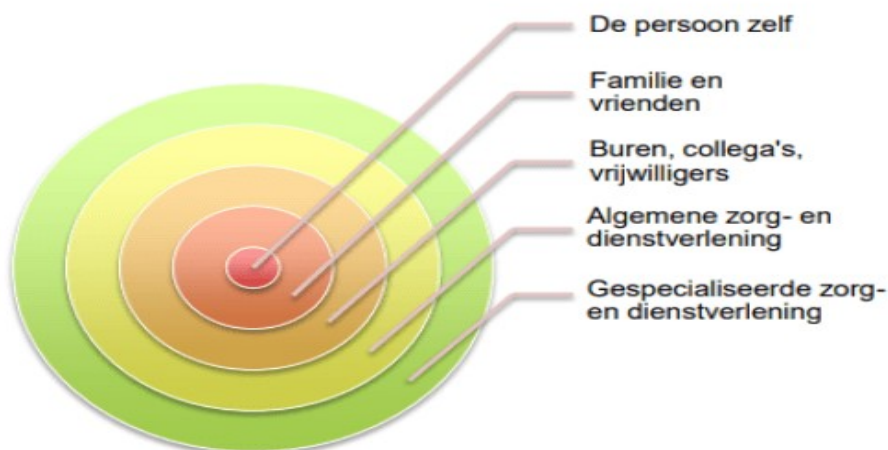 De persoon zelf
Familie en
vrienden
Buren, collega's,
vrijwilligers
Algemene zorg- en
dienstverlening
Gespecialiseerde zorg-
en dienstverlening